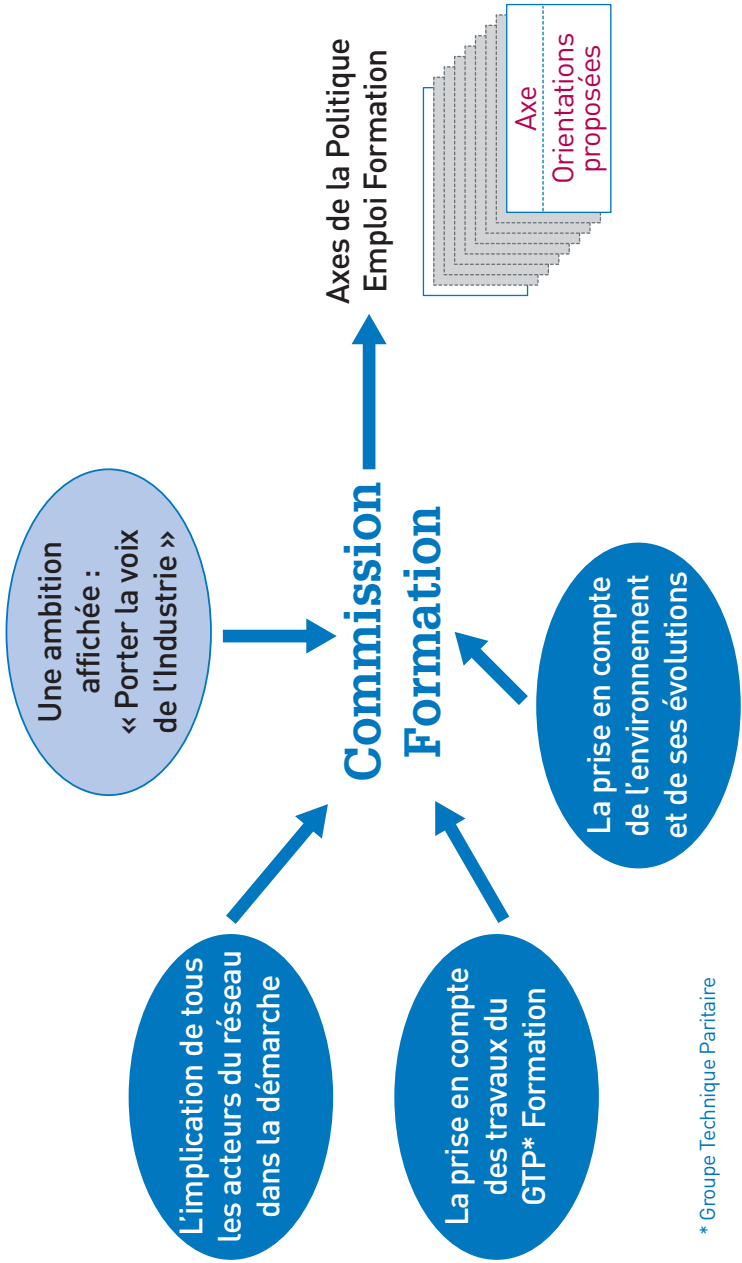 Une ambition
affichée :
« Porter la voix
de l'Industrie »
L'implication de tous
les acteurs du réseau
dans la démarche
Commission
Formation
Axes de la Politique
Emploi Formation
Axe
Orientations
proposées
La prise en compte
des travaux du
GTP* Formation
La prise en compte
de l'environnement
et de ses évolutions
* Groupe Technique Paritaire